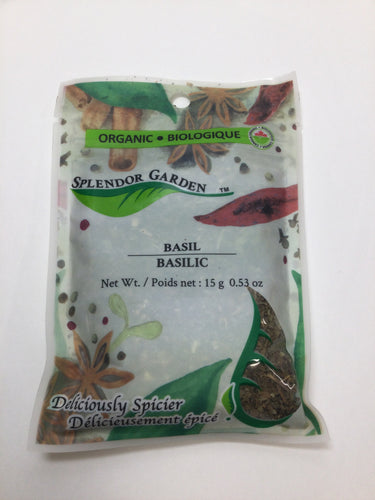 ORGANIC • BIOLOGIQUE
SPLENDOR GARDEN TM
BASIL
BASILIC
Net Wt. / Poids net : 15 g 0.53 oz
Deliciously Spicier
Délicieusement épicé